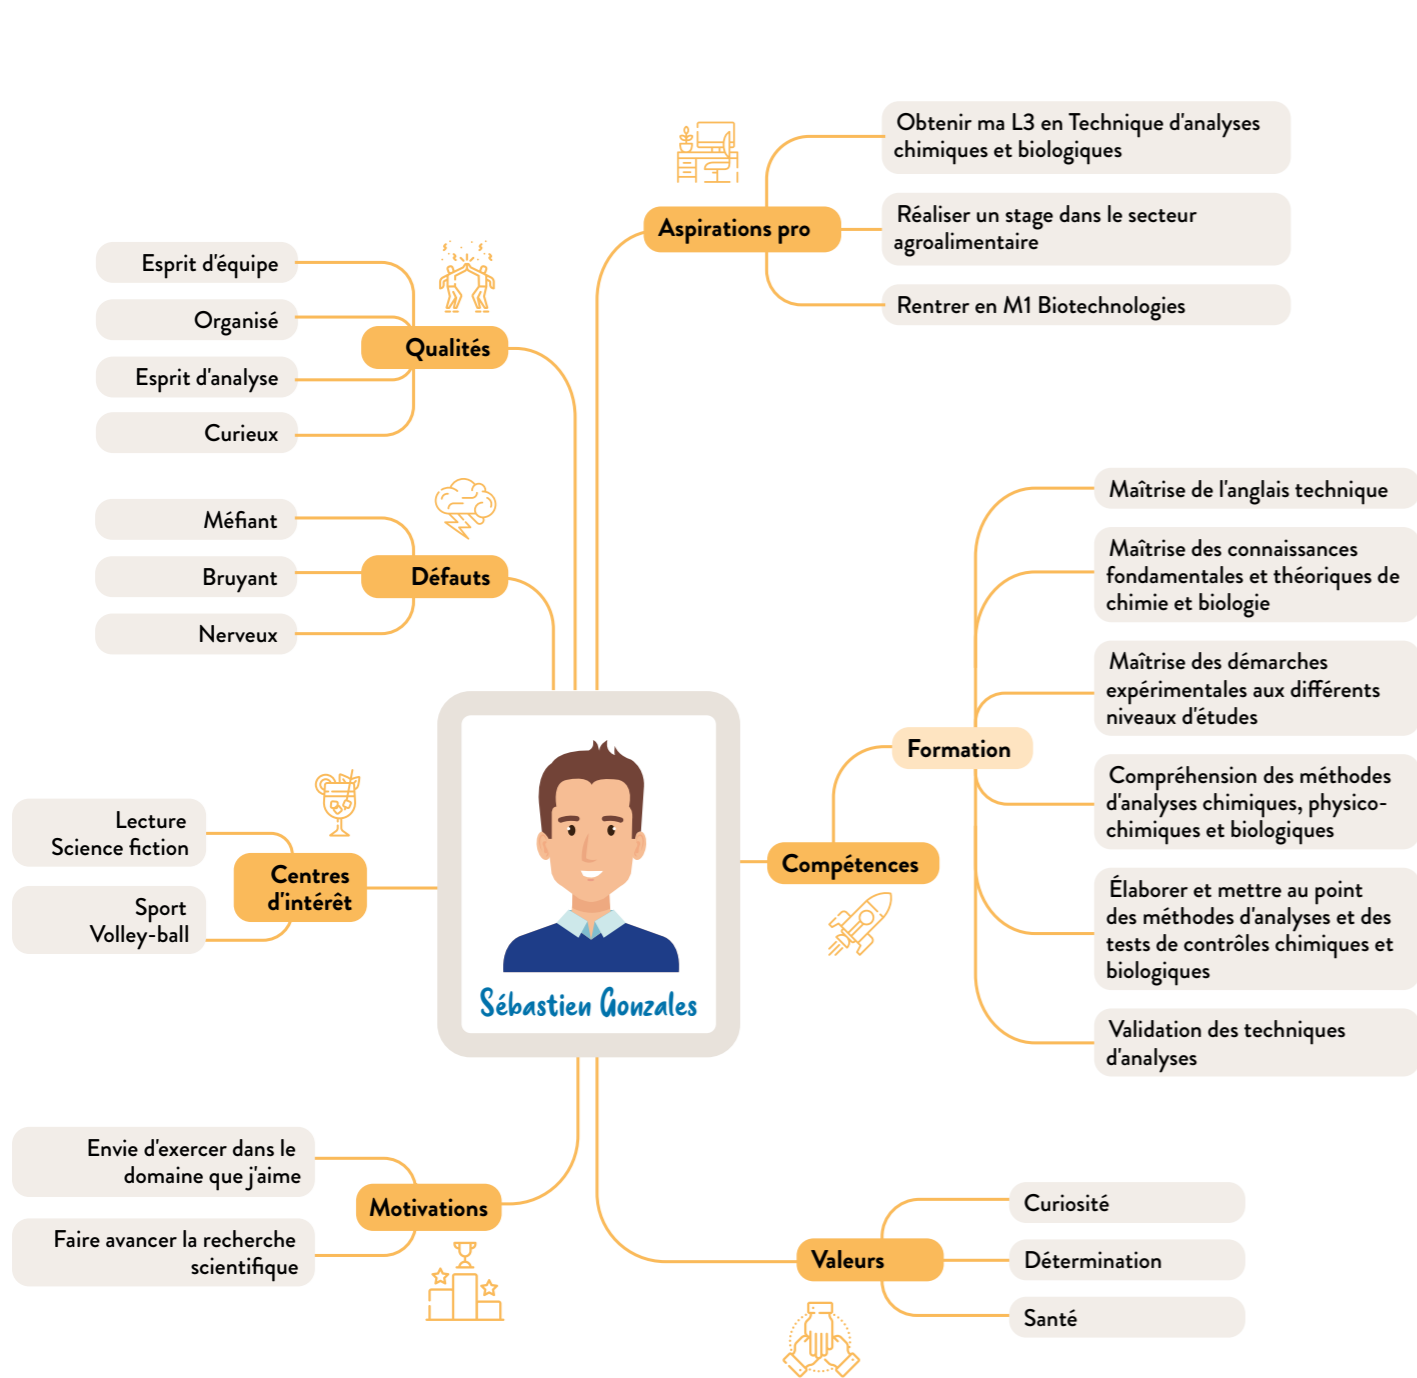 Obtenir ma L3 en Technique d'analyses
chimiques et biologiques
Réaliser un stage dans le secteur
agroalimentaire
Rentrer en M1 Biotechnologies
Aspirations pro
Esprit d'équipe
Organisé
Esprit d'analyse
Curieux
Qualités
Méfiant
Bruyant
Nerveux
Défauts
Lecture
Science fiction
Sport
Volley-ball
Centres
d'intérêt
Sébastien Gonzales
Compétences
Formation
Maîtrise de l'anglais technique
Maîtrise des connaissances
fondamentales et théoriques de
chimie et biologie
Maîtrise des démarches
expérimentales aux différents
niveaux d'études
Compréhension des méthodes
d'analyses chimiques, physico-
chimiques et biologiques
Élaborer et mettre au point
des méthodes d'analyses et des
tests de contrôles chimiques et
biologiques
Validation des techniques
d'analyses
Envie d'exercer dans le
domaine que j'aime
Faire avancer la recherche
scientifique
Motivations
Valeurs
Curiosité
Détermination
Santé